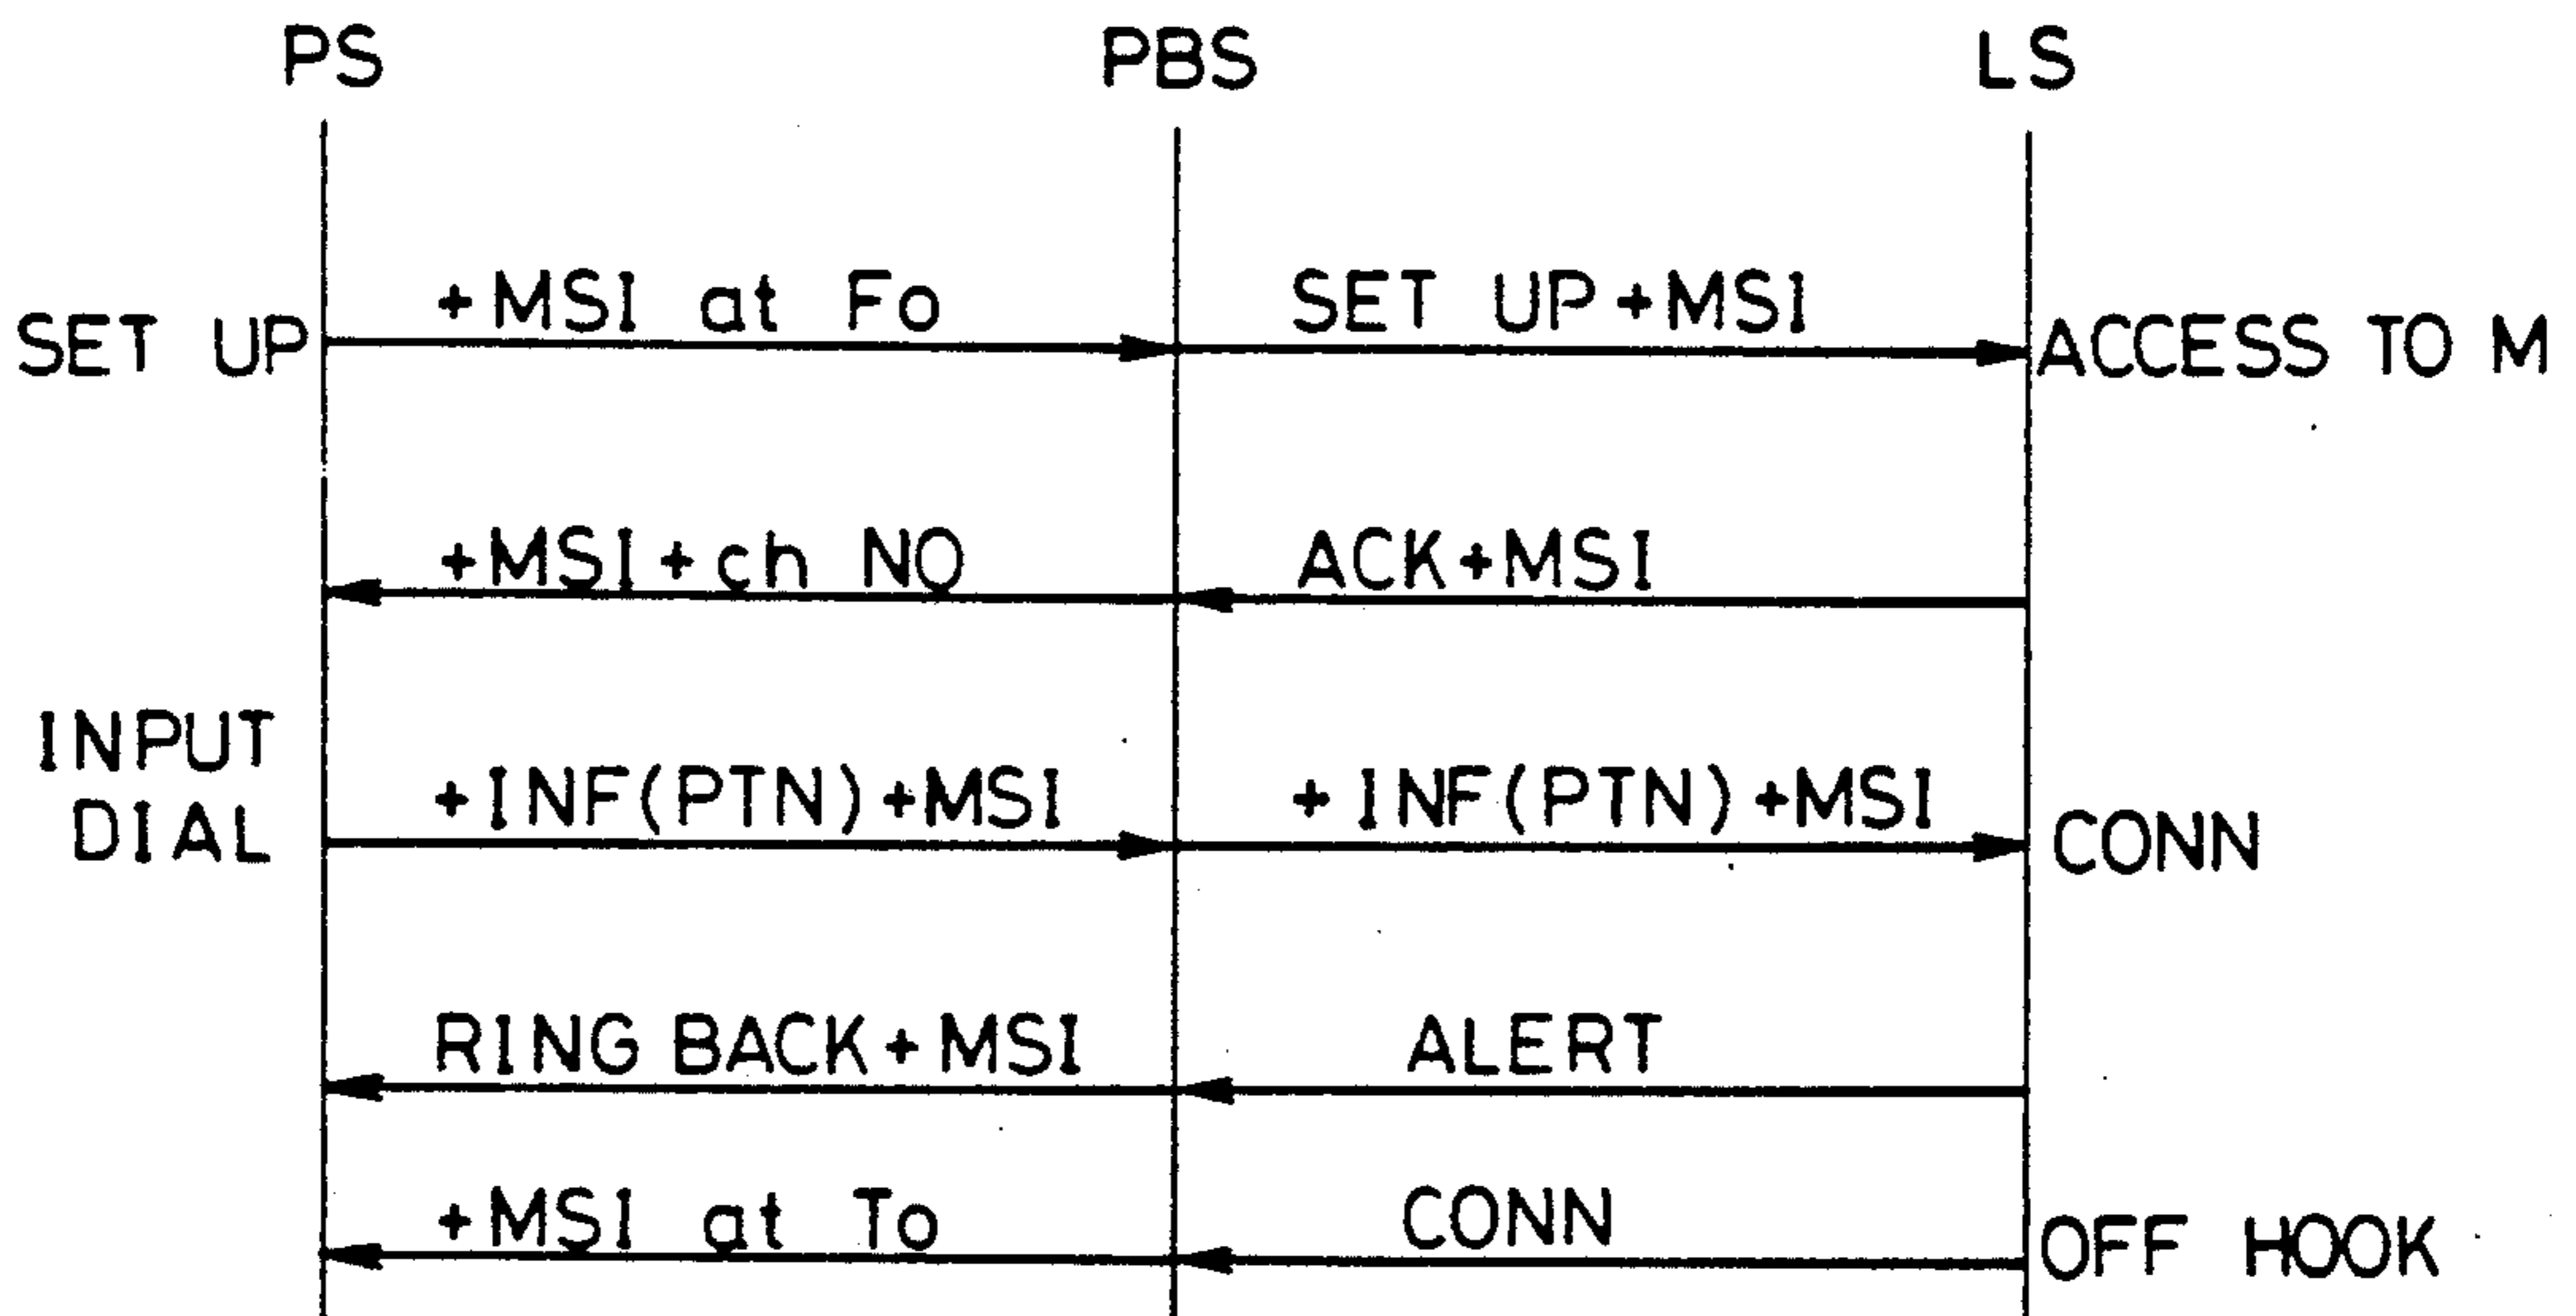 PS PBS LS
+MSI at Fo SET UP+MSI
SET UP ACCESS TO M
+MSI+ch NO ACK+MSI
INPUT
DIAL
+INF(PTN)+MSI +INF(PTN)+MSI
CONN
RING BACK+MSI ALERT
+MSI at To CONN
OFF HOOK